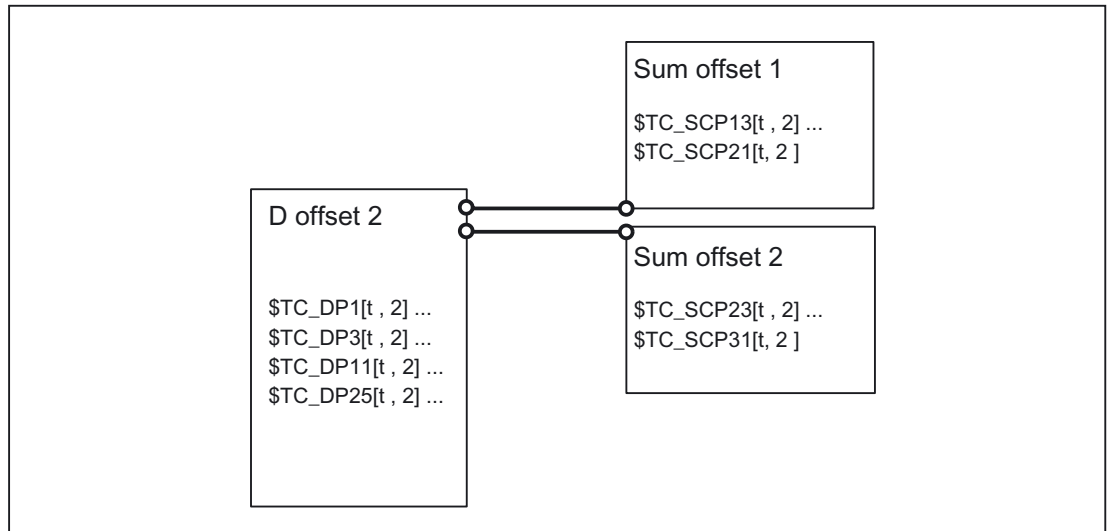 Sum offset 1
$TC_SCP13[t , 2] ...
$TC_SCP21[t, 2 ]
D offset 2
$TC_DP1[t , 2] ...
$TC_DP3[t , 2] ...
$TC_DP11[t , 2] ...
$TC_DP25[t , 2] ...
Sum offset 2
$TC_SCP23[t , 2] ...
$TC_SCP31[t, 2 ]